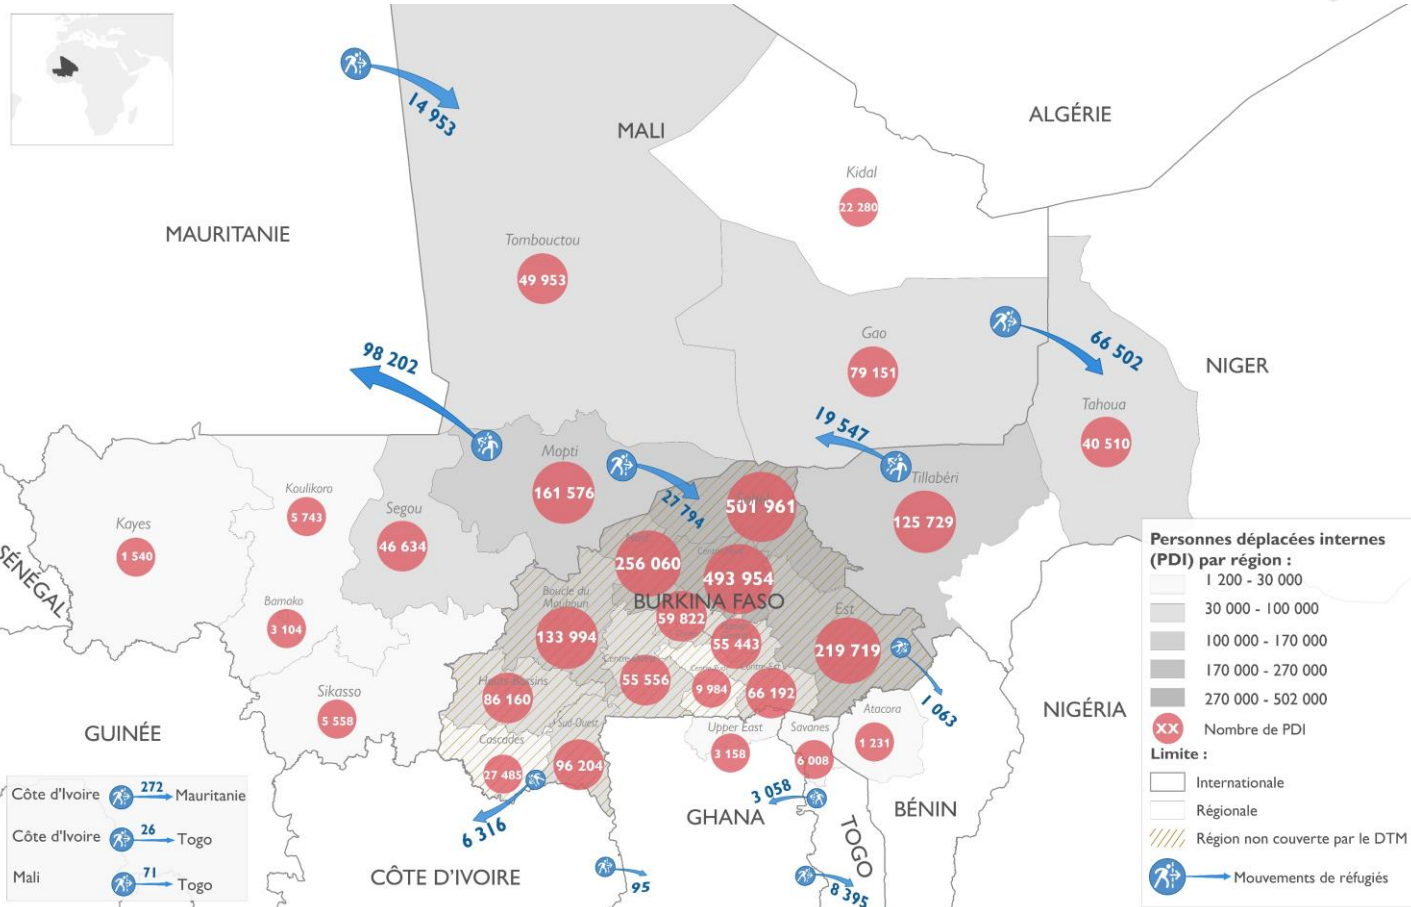 14 953
MALI
ALGÉRIE
Kidal
22 280
MAURITANIE
Tombouctou
49 953
98 202
Gao
79 151
66 502
NIGER
Tahoua
40 510
19 547
Tillabéri
125 729
Mopti
161 576
27 794
501 961
Koulikoro
5 743
Segou
46 634
Kayes
1 540
SÉNÉGAL
Bamako
3 104
Sikasso
5 558
256 060
493 954
BURKINA FASO
59 822
55 443
Boucle du
Mouhoun
133 994
Est
219 719
1 063
Hauts-Bassins
86 160
Centre-Ouest
55 556
9 984
66 192
Cascades
27 485
Sud-Ouest
96 204
6 316
Upper East
3 158
Savanes
6 008
Atacora
1 231
3 058
GUINÉE
GHANA
TOGO
BÉNIN
NIGÉRIA
CÔTE D'IVOIRE
95
8 395
Côte d'Ivoire 272 Mauritanie
Côte d'Ivoire 26 Togo
Mali 71 Togo
Personnes déplacées internes
(PDI) par région :
1 200 - 30 000
30 000 - 100 000
100 000 - 170 000
170 000 - 270 000
270 000 - 502 000
XX Nombre de PDI
Limite :
Internationale
Régionale
Région non couverte par le DTM
Mouvements de réfugiés